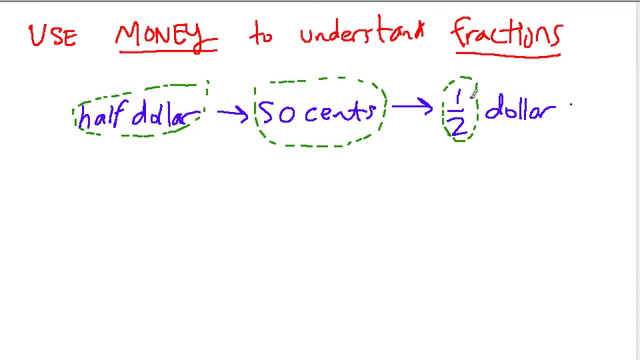 USE MONEY to understand fractions
half dollar → 50 cents → 1/2 dollar